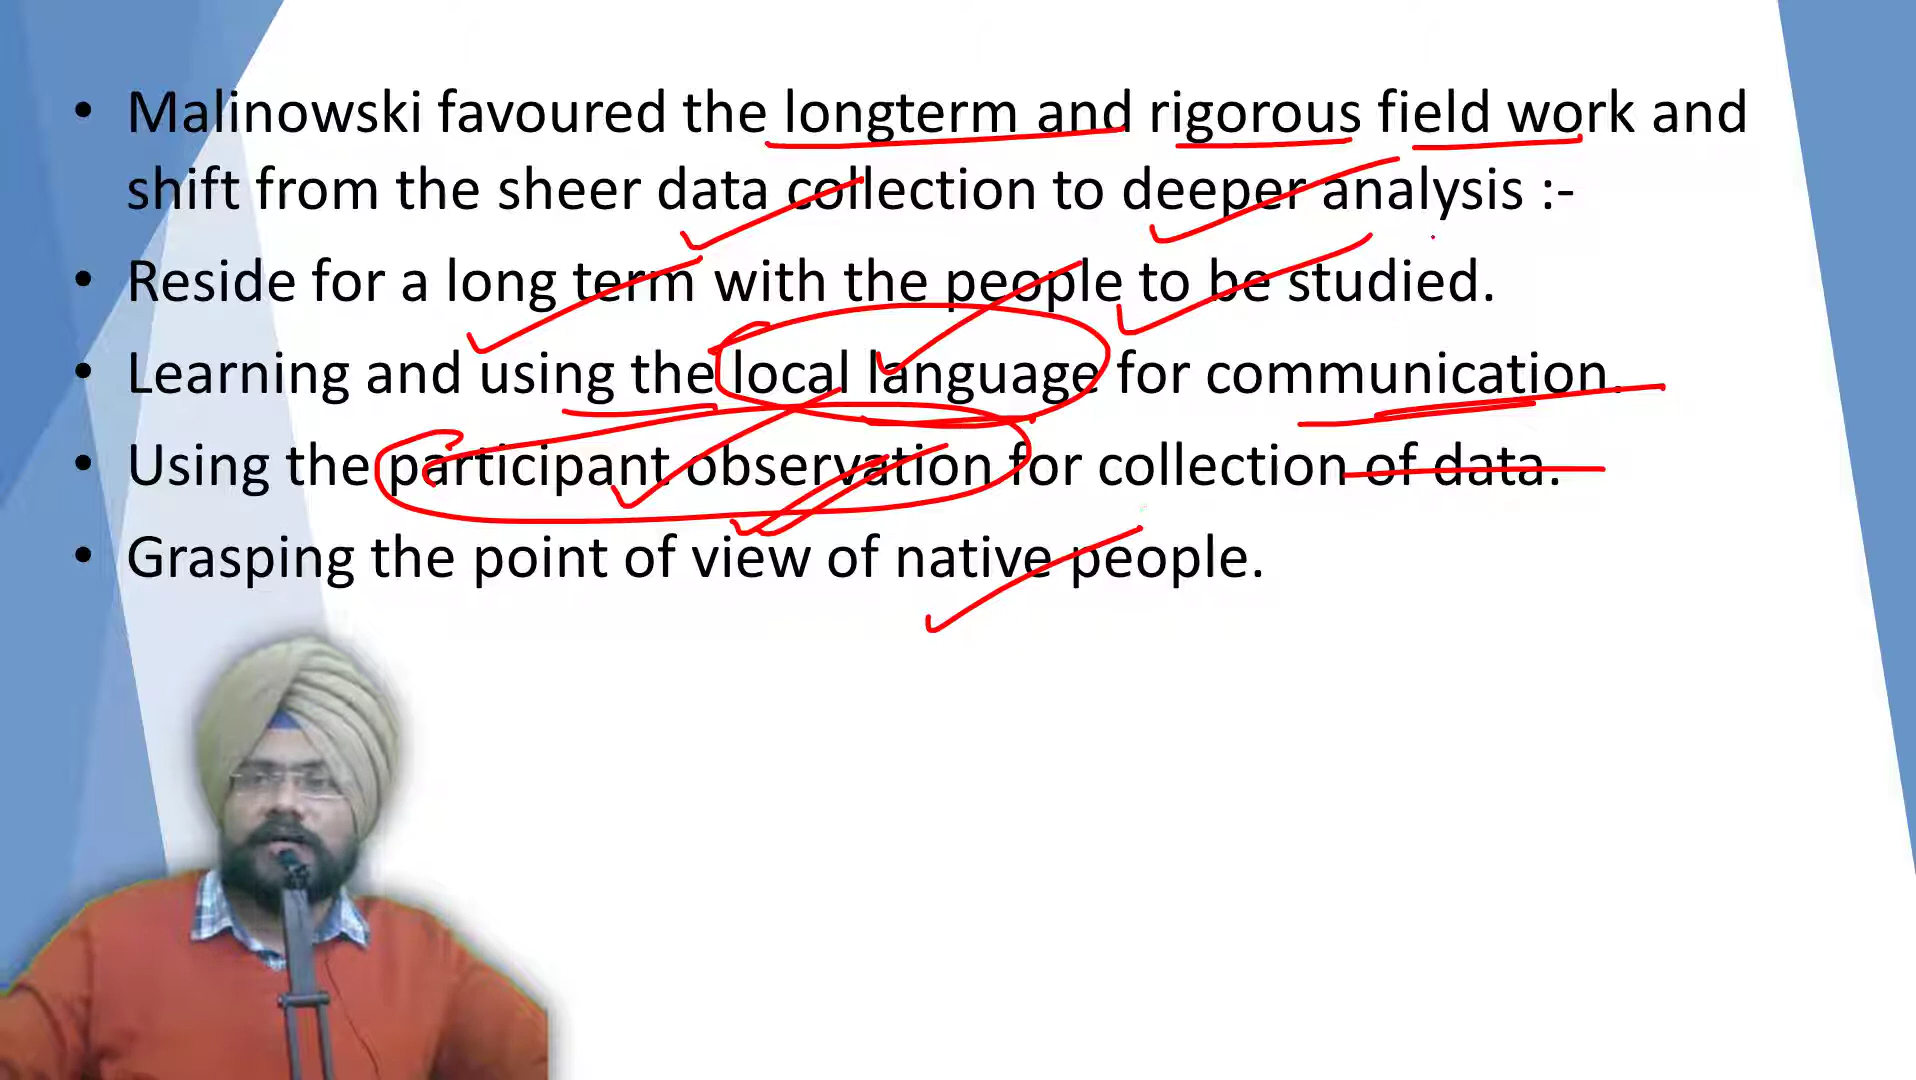 • Malinowski favoured the longterm and rigorous field work and
shift from the sheer data collection to deeper analysis :-
• Reside for a long term with the people to be studied.
• Learning and using the local language for communication.
• Using the participant observation for collection of data.
• Grasping the point of view of native people.